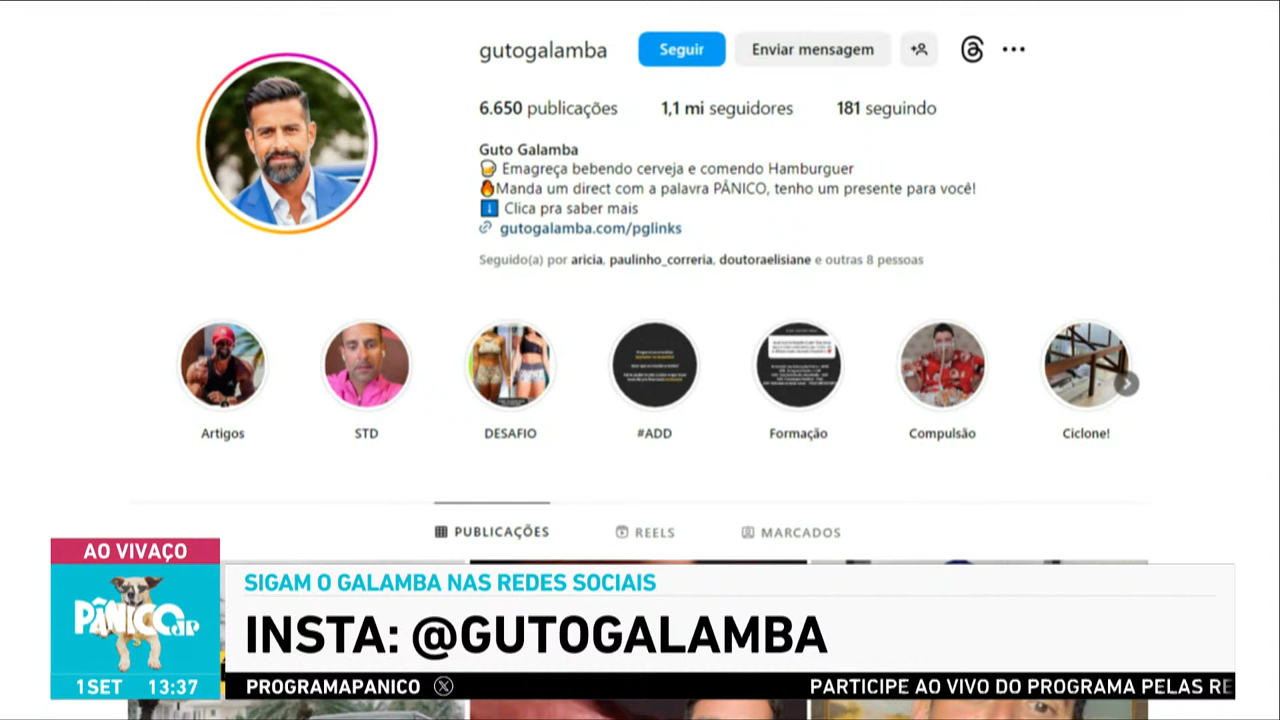 gutogalamba Seguir Enviar mensagem
6.650 publicações 1,1 mi seguidores 181 seguindo
Guto Galamba
🍺 Emagreça bebendo cerveja e comendo Hamburguer
🔥Manda um direct com a palavra PÂNICO, tenho um presente para você!
ℹ️ Clica pra saber mais
gutogalamba.com/pglinks
Seguido(a) por aricia, paulinho_correria, doutoraelisiane e outras 8 pessoas
Artigos STD DESAFIO #ADD Formação Compulsão Ciclone!
PUBLICAÇÕES REELS MARCADOS
AO VIVAÇO
PÂNICO JP
1SET 13:37
SIGAM O GALAMBA NAS REDES SOCIAIS
INSTA: @GUTOGALAMBA
PROGRAMAPANICO PARTICIPE AO VIVO DO PROGRAMA PELAS RE